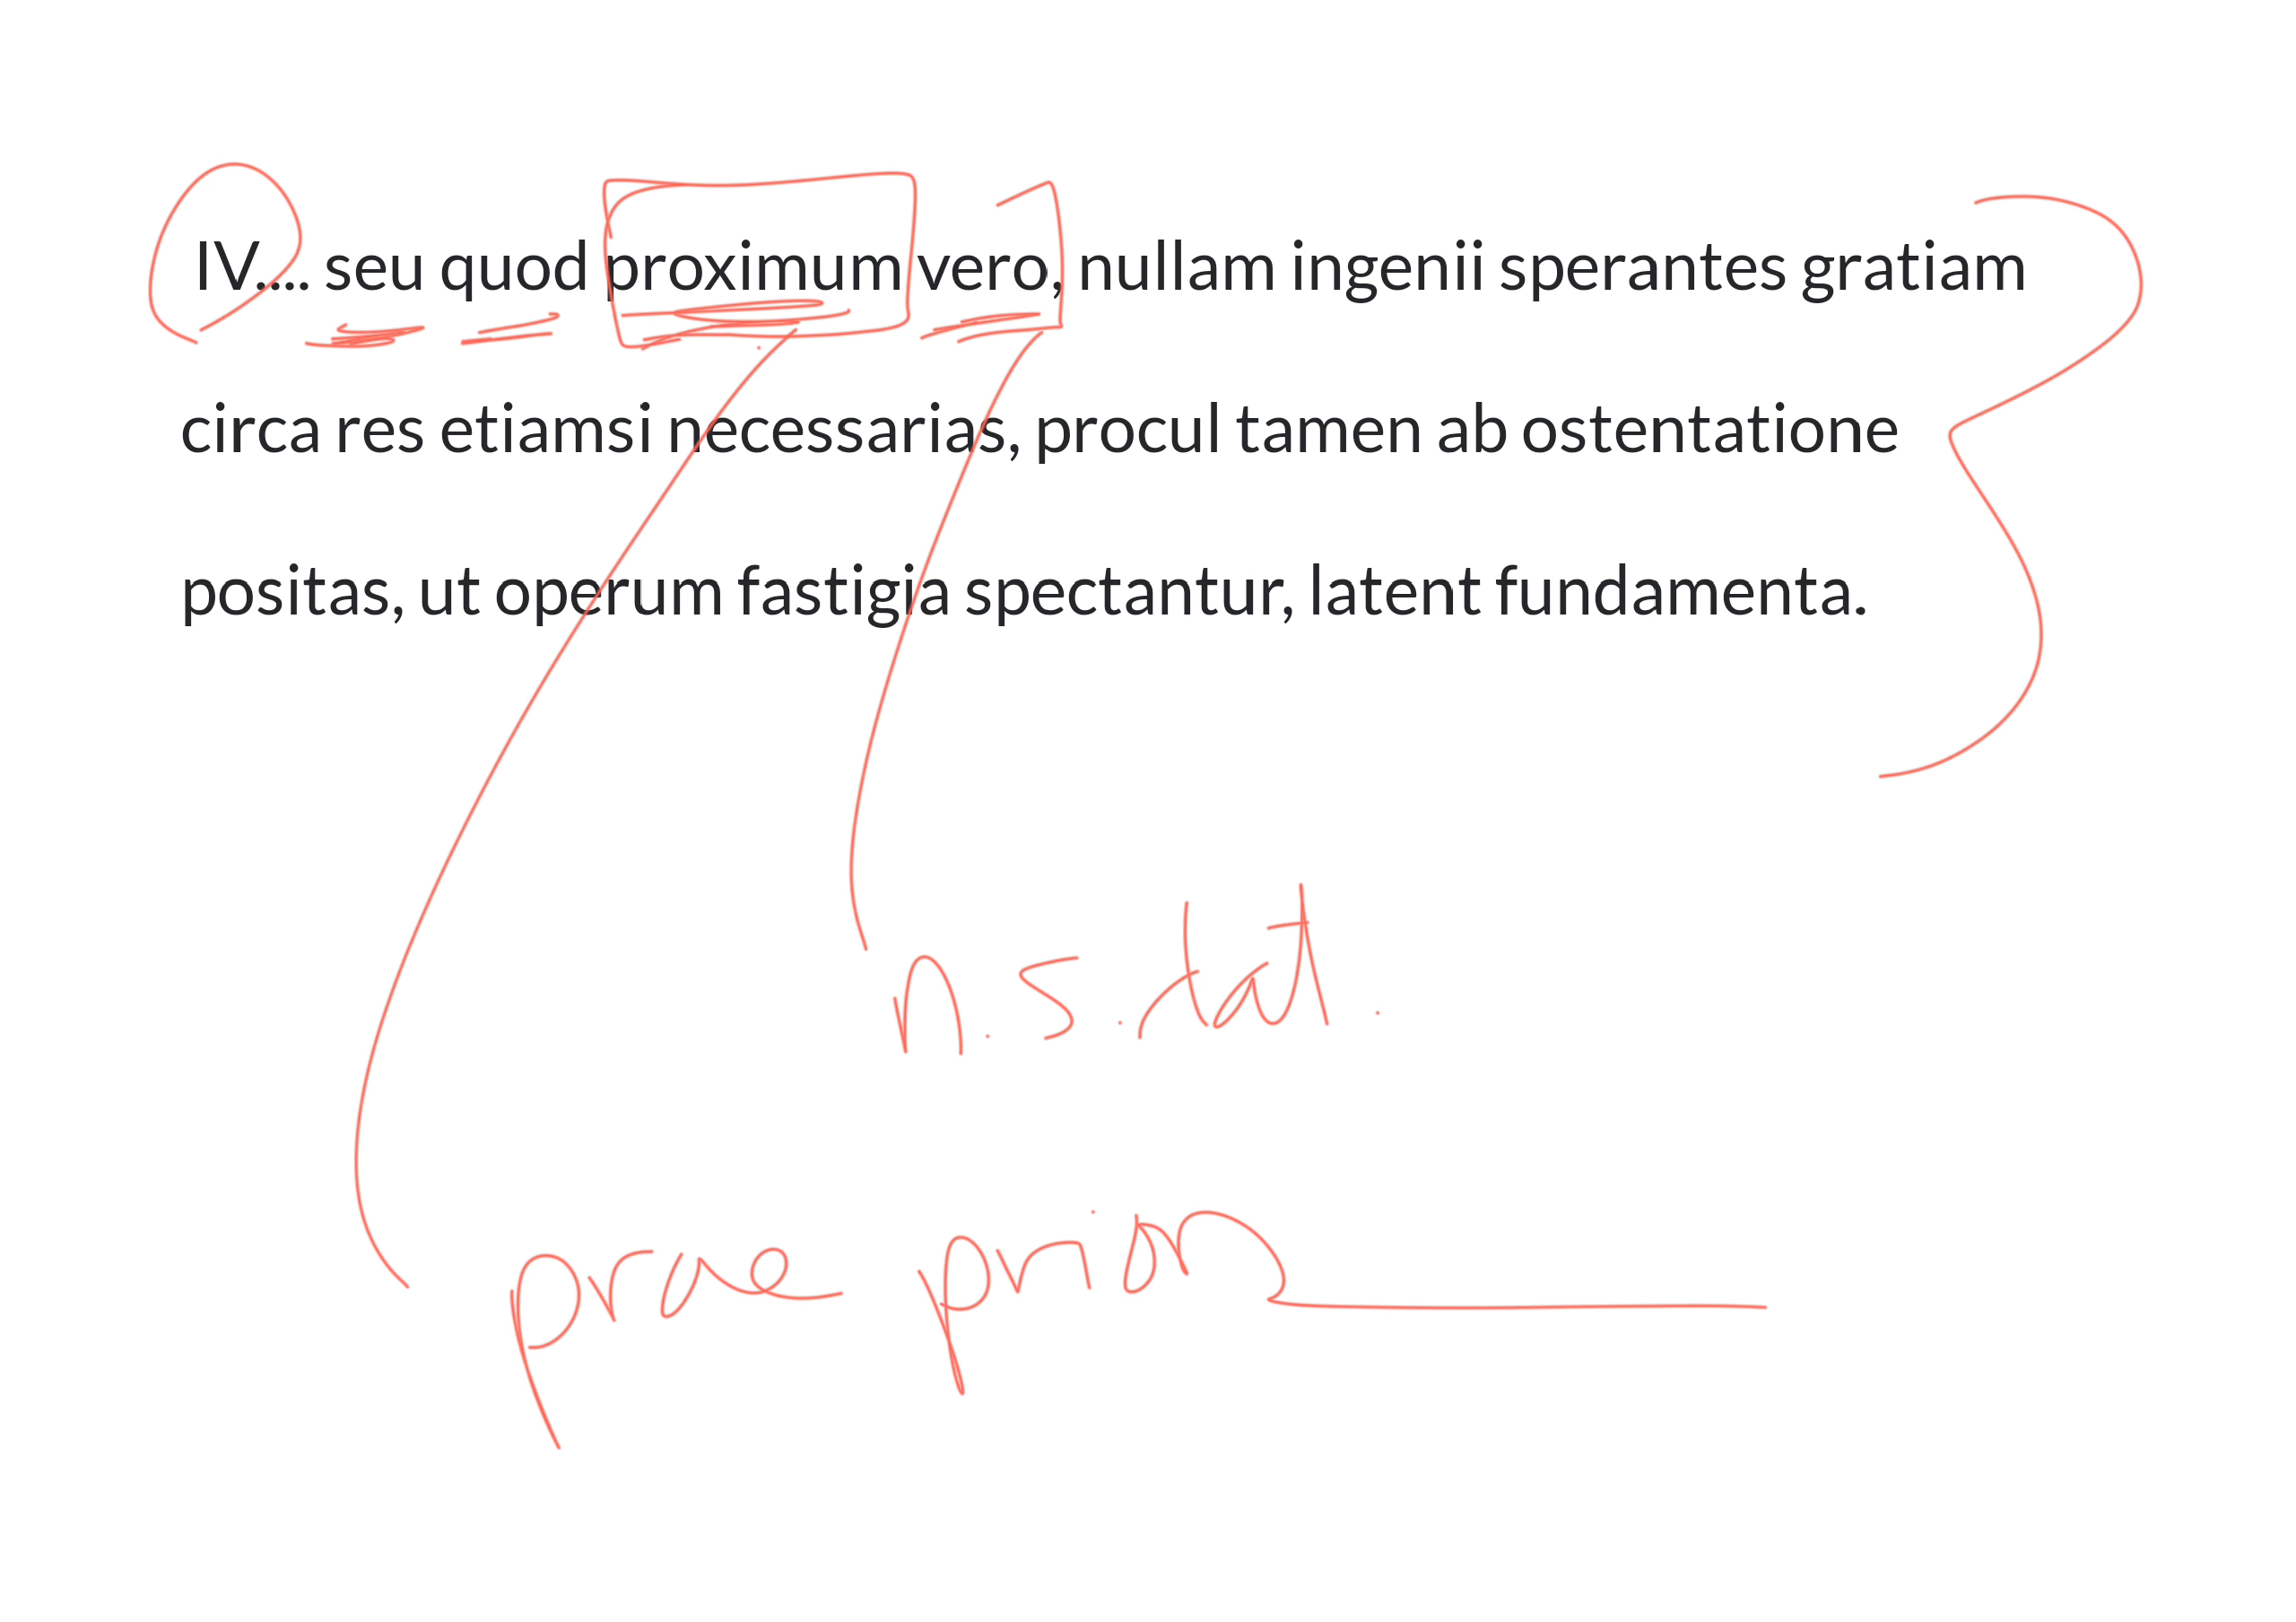 IV.... seu quod proximum vero, nullam ingenii sperantes gratiam
circa res etiamsi necessarias, procul tamen ab ostentatione
positas, ut operum fastigia spectantur, latent fundamenta.
n.s.tat.
prae prior